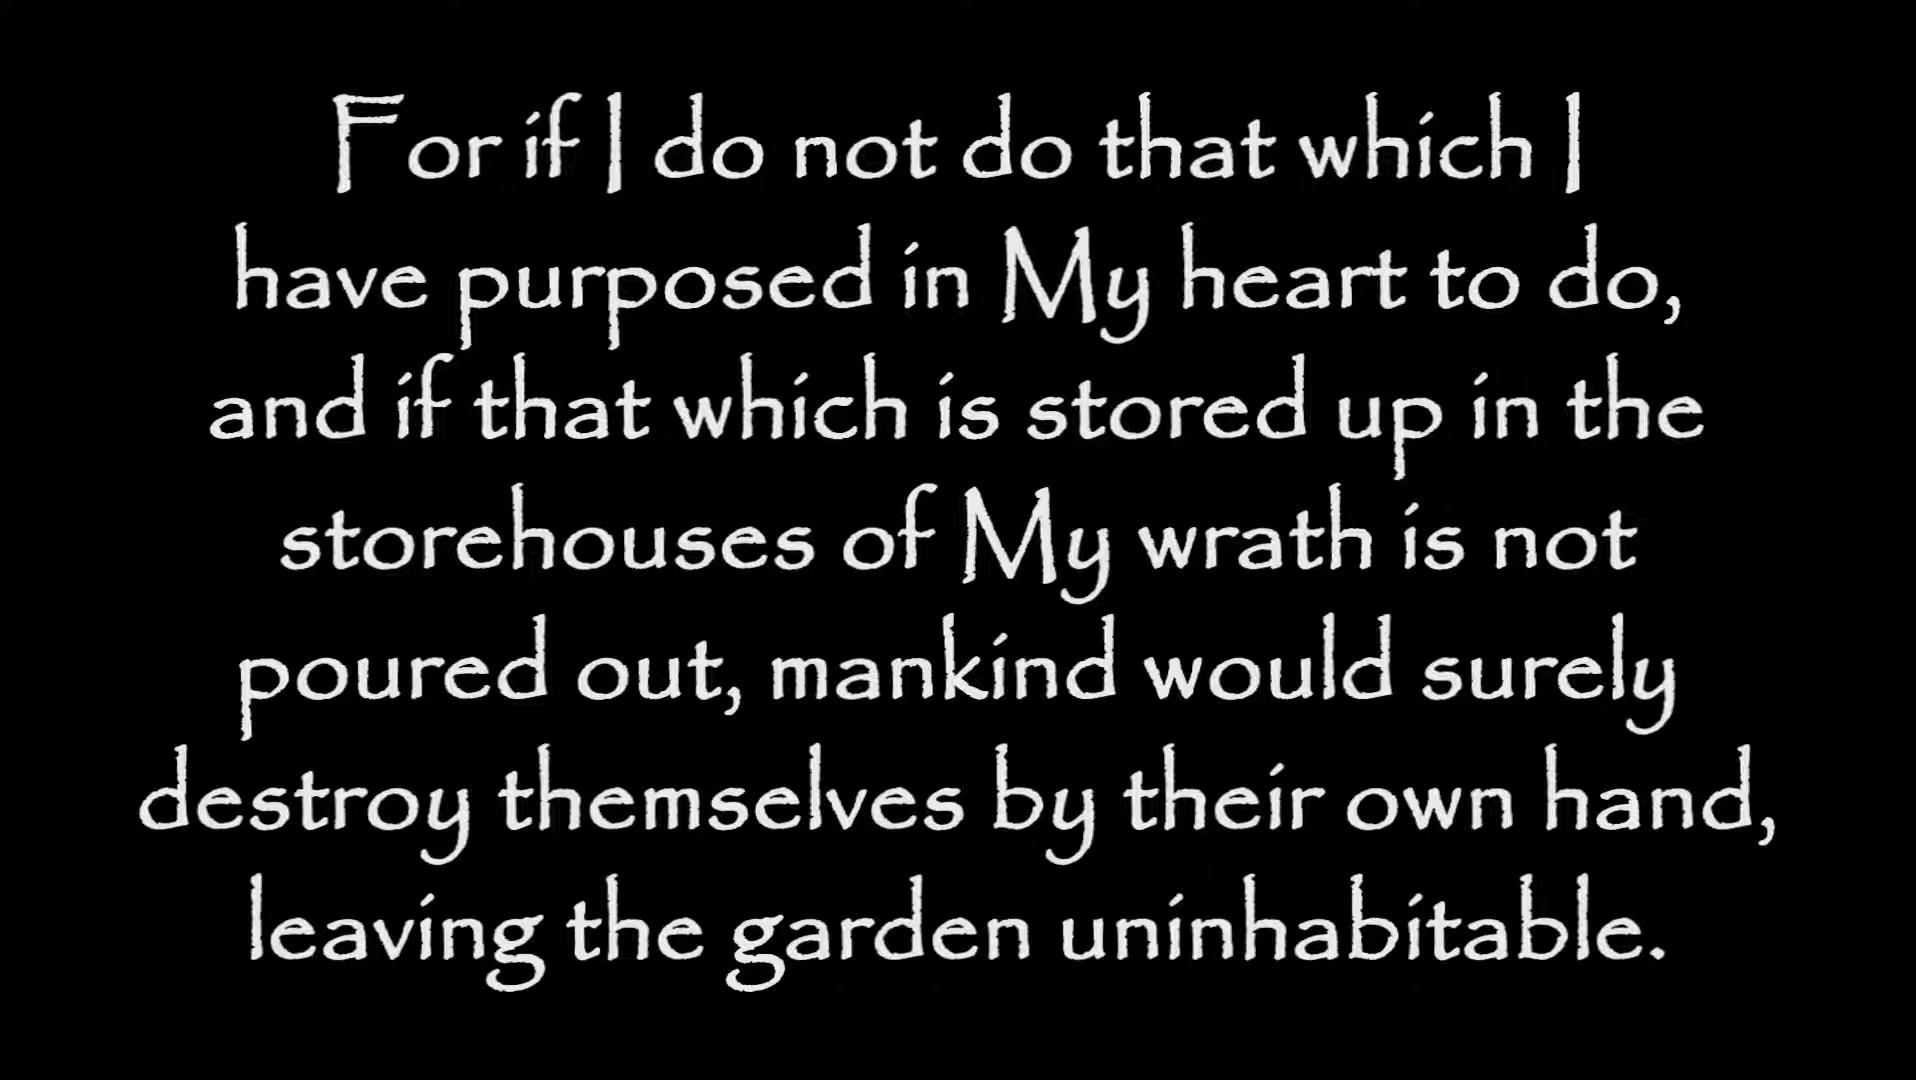 For if I do not do that which I
have purposed in My heart to do,
and if that which is stored up in the
storehouses of My wrath is not
poured out, mankind would surely
destroy themselves by their own hand,
leaving the garden uninhabitable.